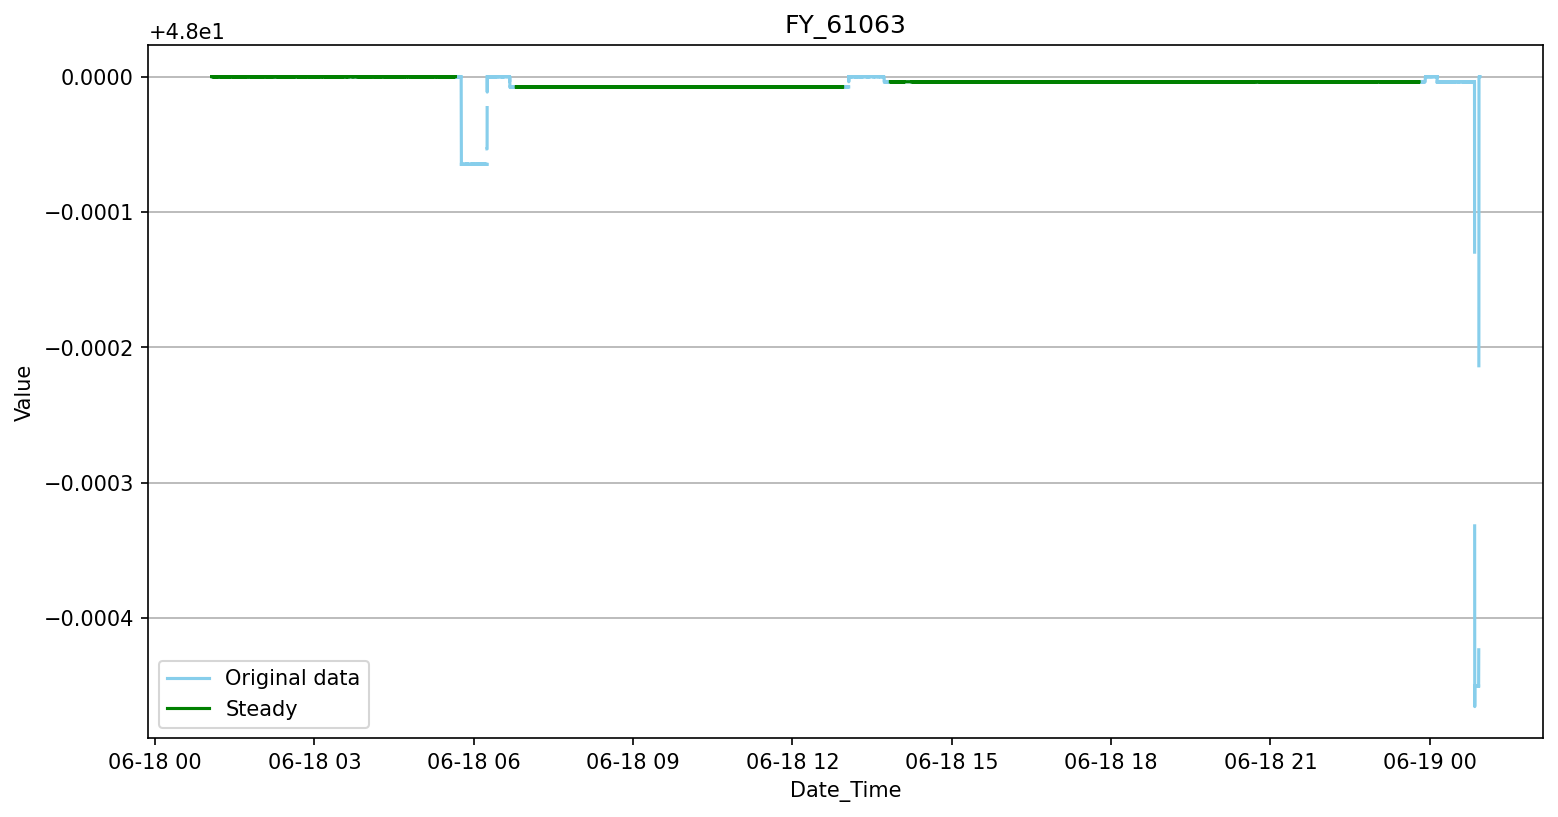 FY_61063
+4.8e1
0.0000
−0.0001
−0.0002
−0.0003
−0.0004
Value
Original data
Steady
06-18 00 06-18 03 06-18 06 06-18 09 06-18 12 06-18 15 06-18 18 06-18 21 06-19 00
Date_Time